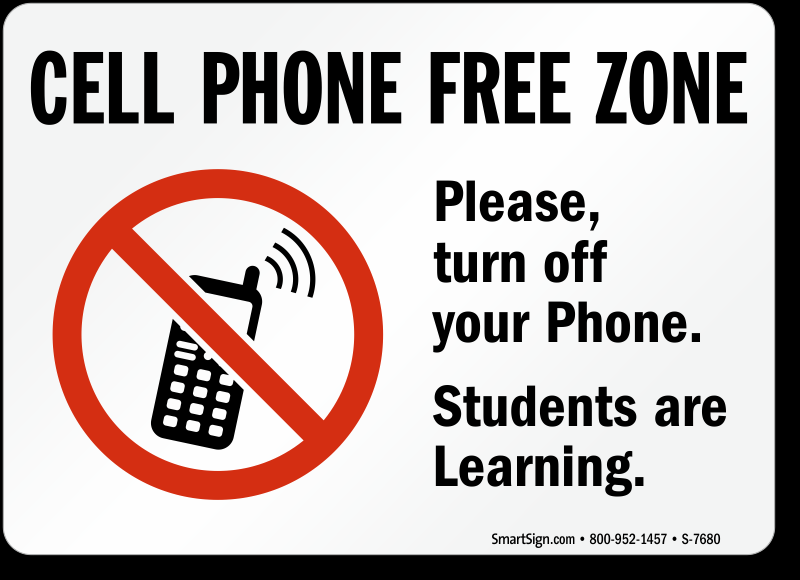 CELL PHONE FREE ZONE
Please,
turn off
your Phone.
Students are
Learning.
SmartSign.com • 800-952-1457 • S-7680